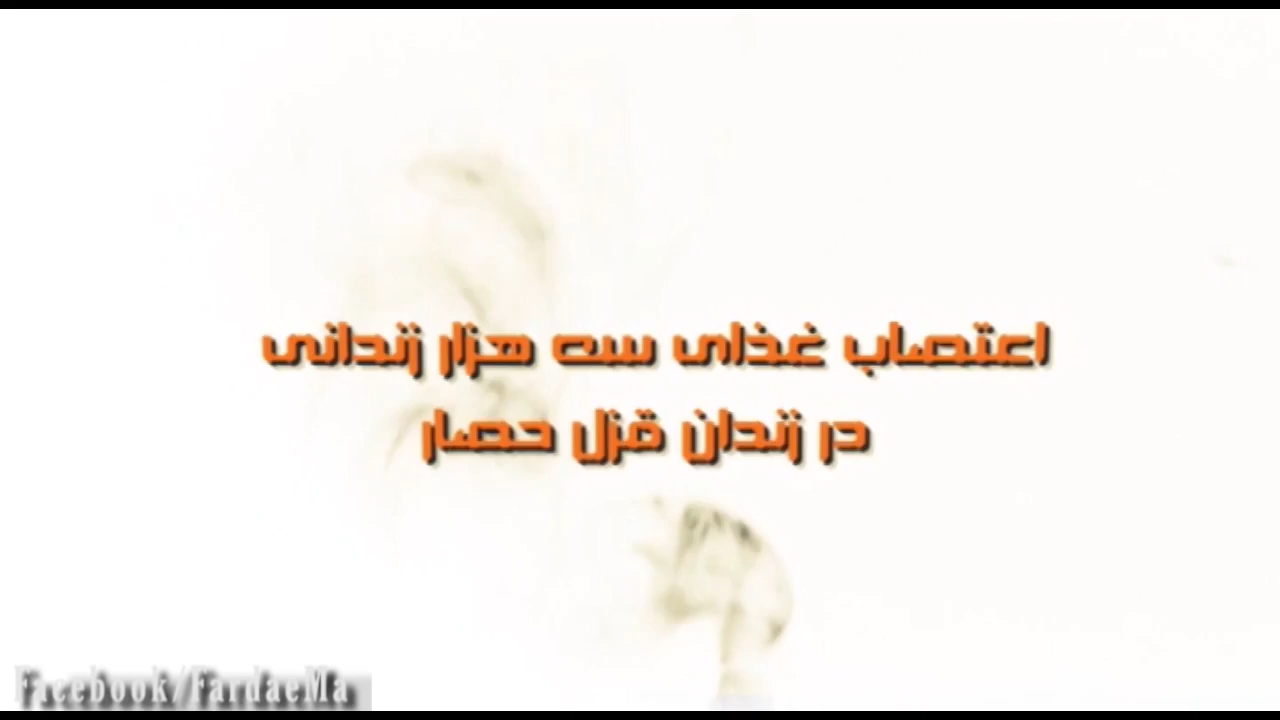 اعتصاب غذای سه هزار زندانی
در زندان قزل حصار
Facebook/FardaeMa